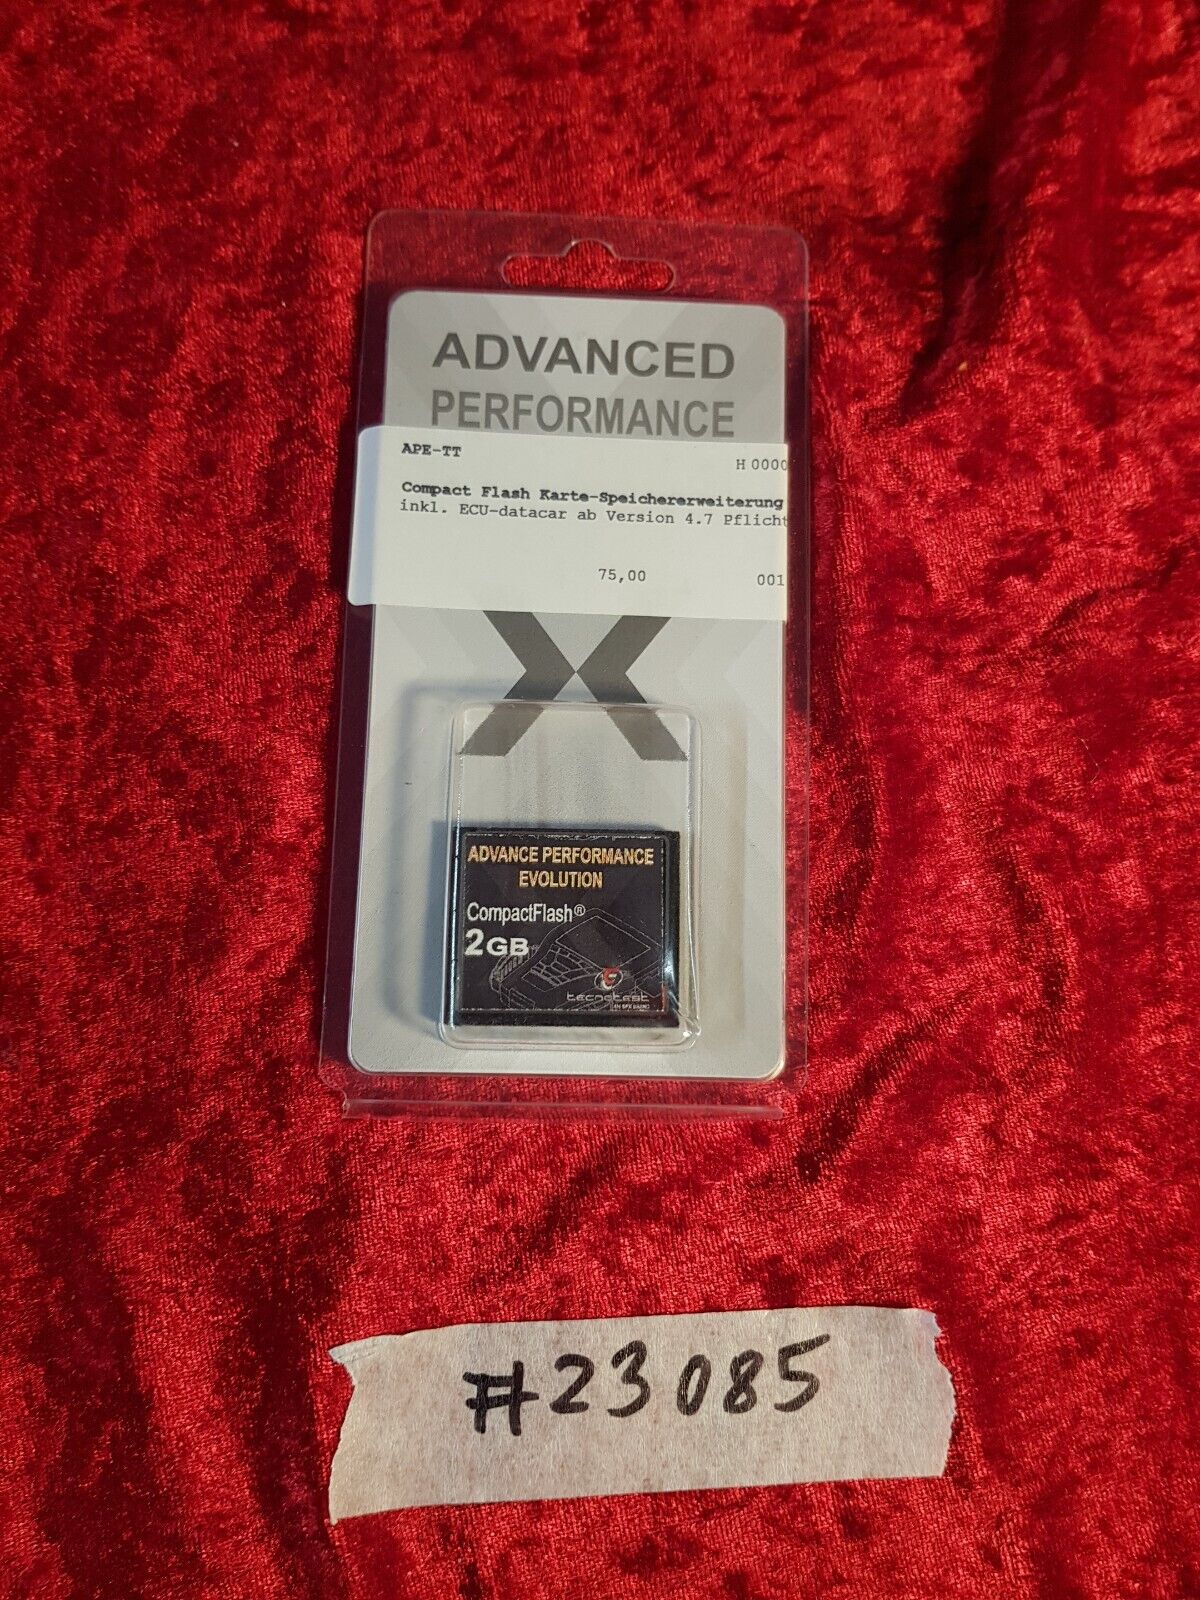 ADVANCED
PERFORMANCE
APE-TT
H 0000
Compact Flash Karte-Speichererweiterung
inkl. ECU-datacar ab Version 4.7 Pflicht
75,00 001
X
ADVANCE PERFORMANCE
EVOLUTION
CompactFlash®
2GB
tecnotest
#23085